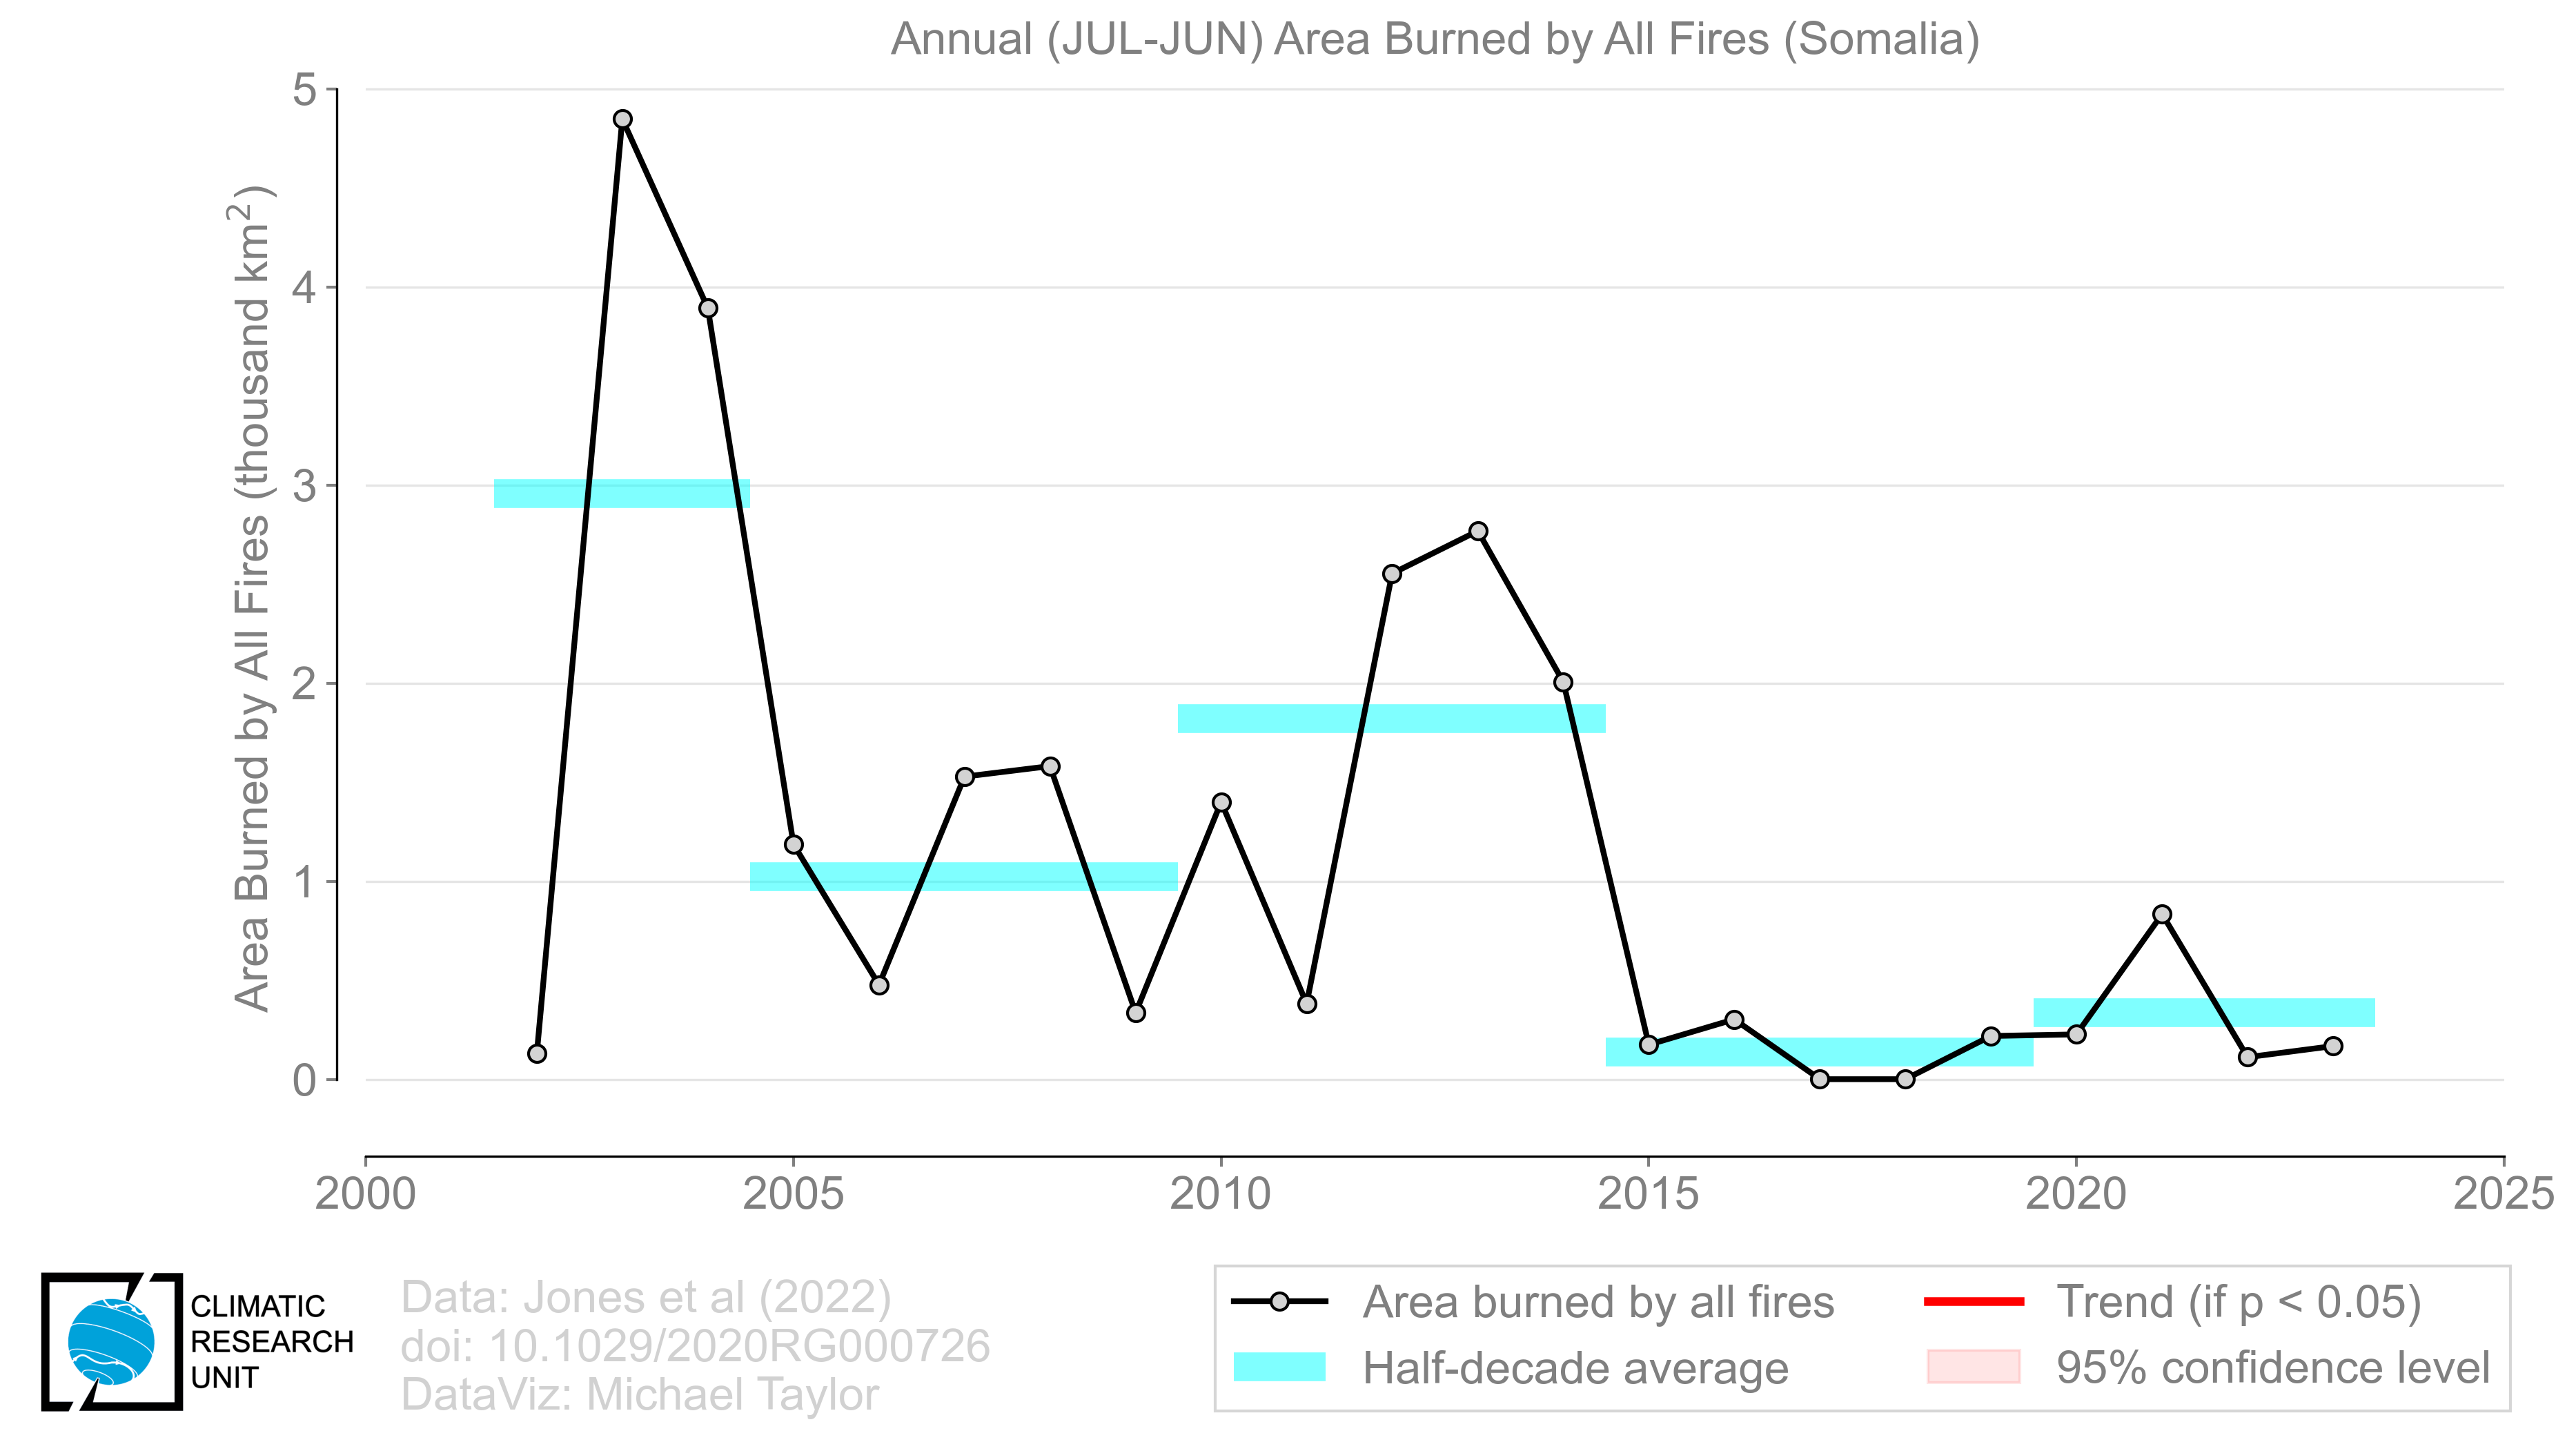 Annual (JUL-JUN) Area Burned by All Fires (Somalia)
Area Burned by All Fires (thousand km²)
5
4
3
2
1
0
2000 2005 2010 2015 2020 2025
CLIMATIC
RESEARCH
UNIT
Data: Jones et al (2022)
doi: 10.1029/2020RG000726
DataViz: Michael Taylor
Area burned by all fires
Half-decade average
Trend (if p < 0.05)
95% confidence level